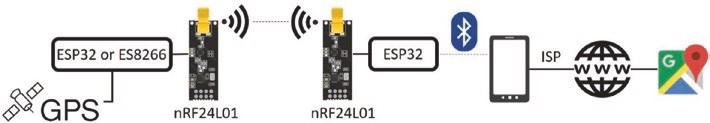 ESP32 or ES8266
GPS
nRF24L01
nRF24L01
ESP32
ISP
WWW
G